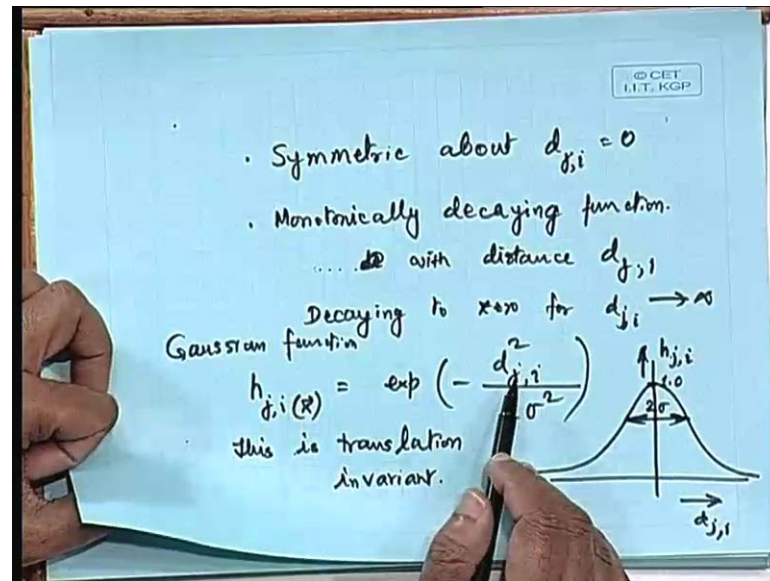 © CET
I.I.T. KGP
. Symmetric about d_j,i = 0
. Monotonically decaying function.
..... with distance d_j,i
Decaying to zero for d_j,i → ∞
Gaussian function
h_j,i(x) = exp ( - d²_j,i / σ² )
this is translation
invariant.
h_j,i
1.0
2σ
d_j,i